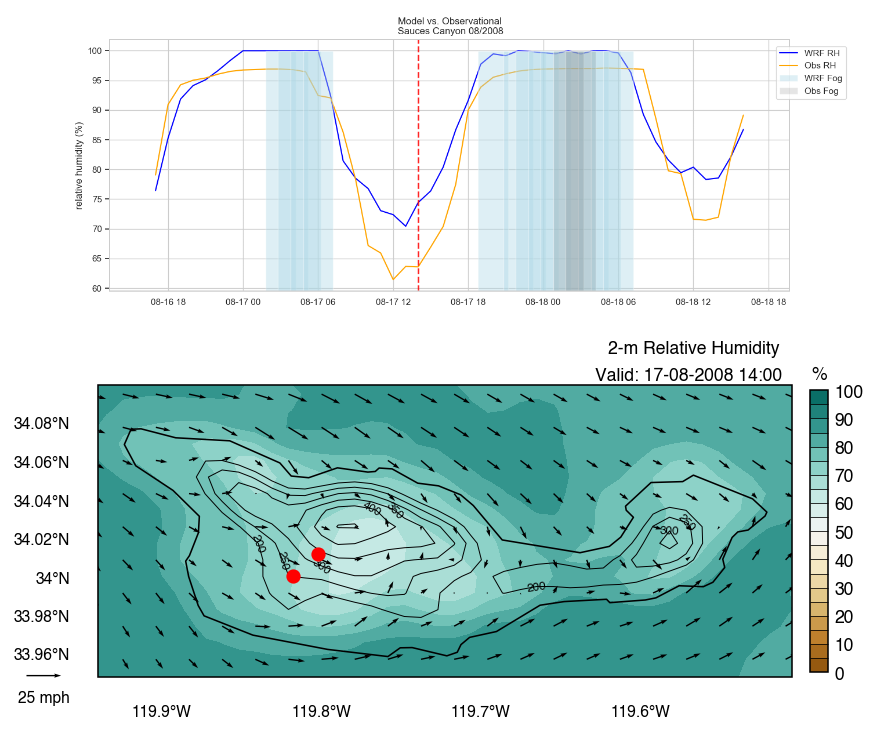 Model vs. Observational
Sauces Canyon 08/2008
relative humidity (%)
100
95
90
85
80
75
70
65
60
08-16 18
08-17 00
08-17 06
08-17 12
08-17 18
08-18 00
08-18 06
08-18 12
08-18 18
WRF RH
Obs RH
WRF Fog
Obs Fog
2-m Relative Humidity
Valid: 17-08-2008 14:00
%
34.08°N
34.06°N
34.04°N
34.02°N
34°N
33.98°N
33.96°N
25 mph
119.9°W
119.8°W
119.7°W
119.6°W
400
350
200
250
300
200
300
250
100
90
80
70
60
50
40
30
20
10
0